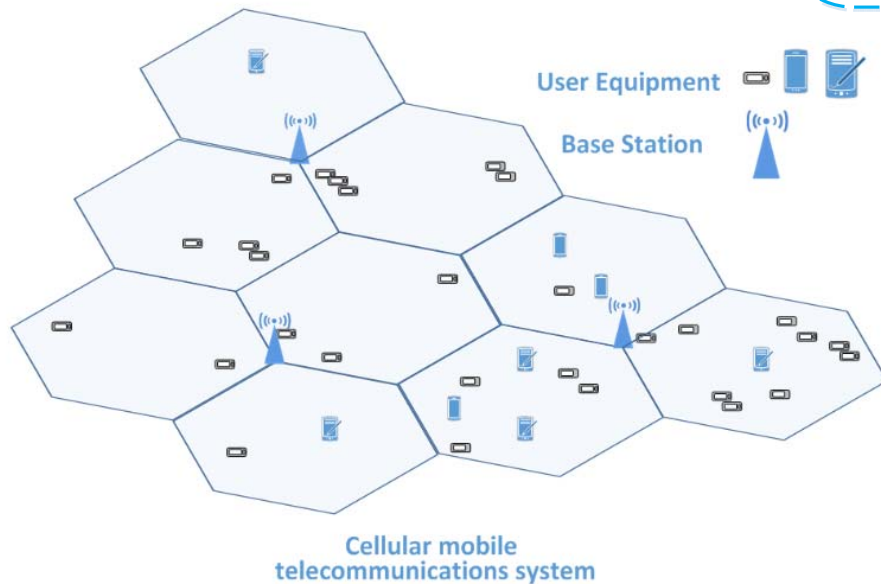 User Equipment
Base Station
Cellular mobile
telecommunications system